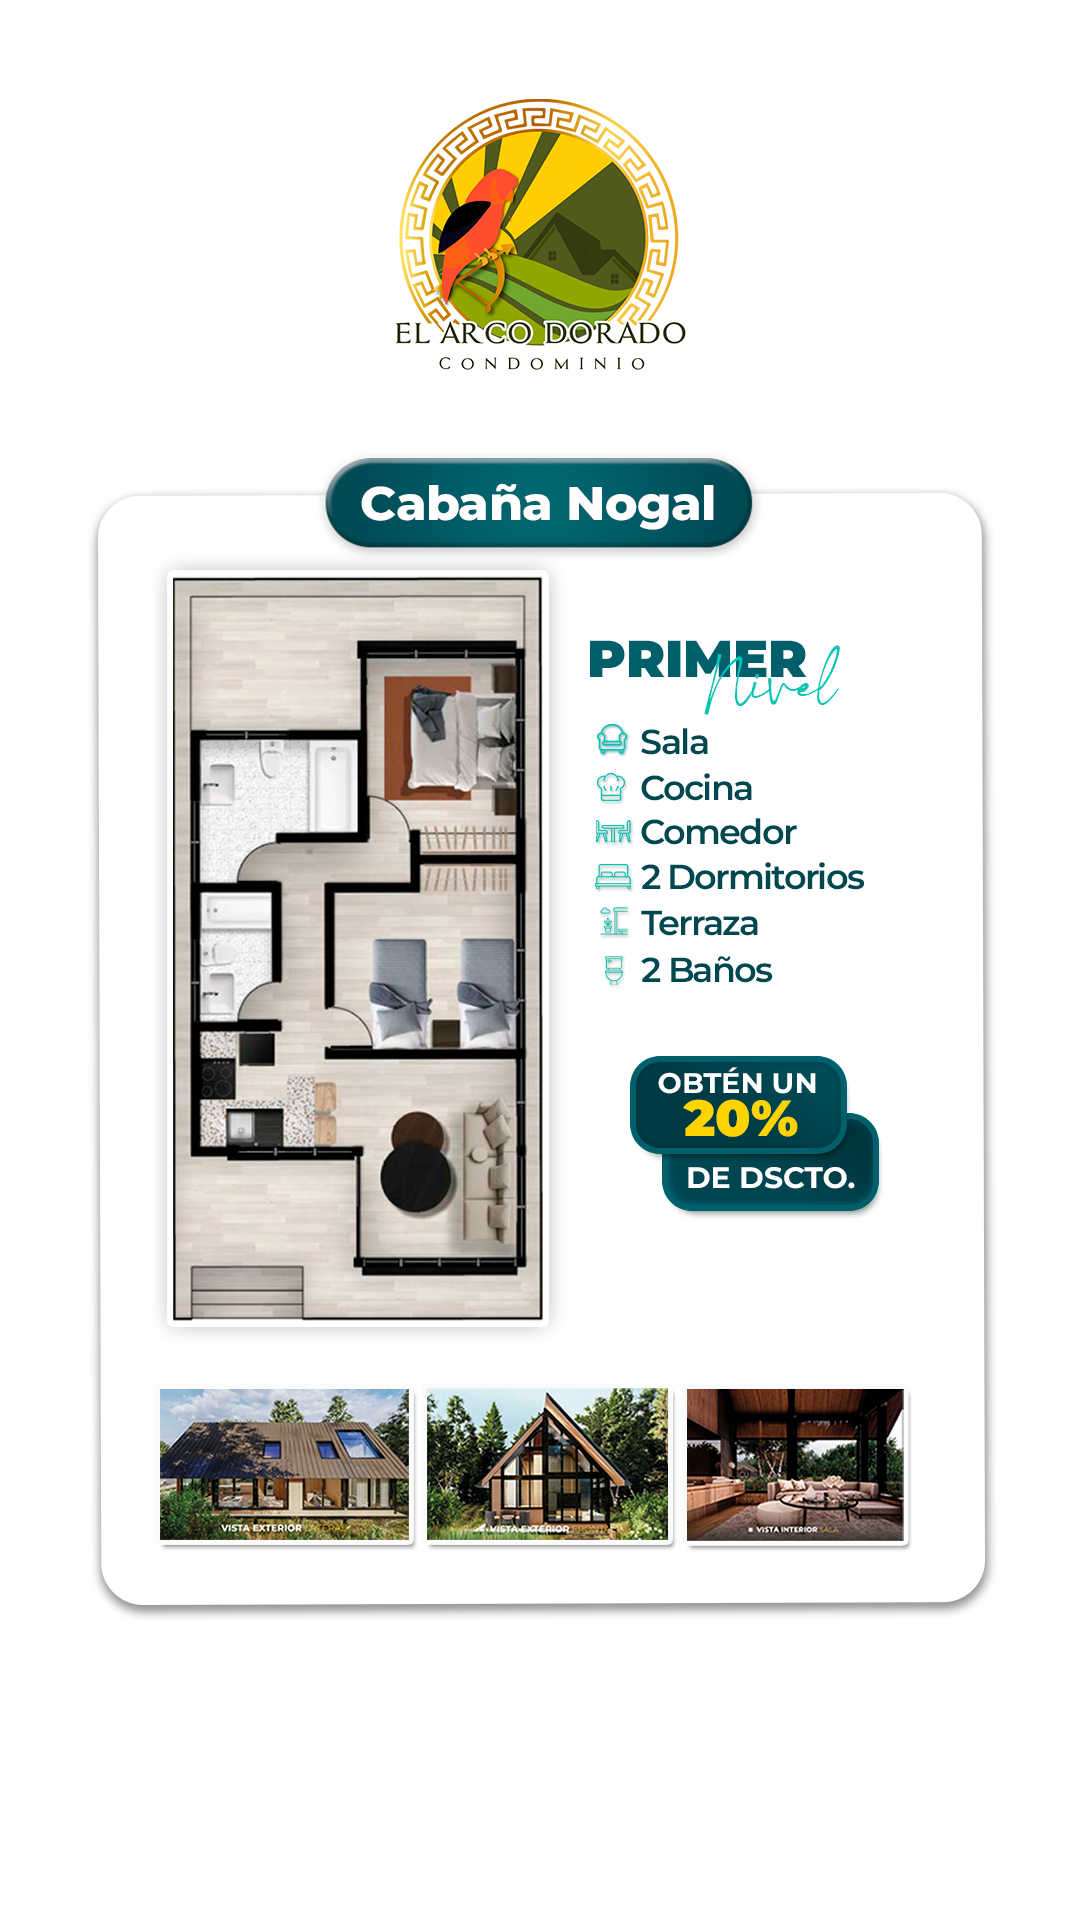 EL ARCO DORADO
CONDOMINIO
Cabaña Nogal
PRIMER
Nivel
Sala
Cocina
Comedor
2 Dormitorios
Terraza
2 Baños
OBTÉN UN
20%
DE DSCTO.
VISTA EXTERIOR
VISTA EXTERIOR
VISTA INTERIOR SALA